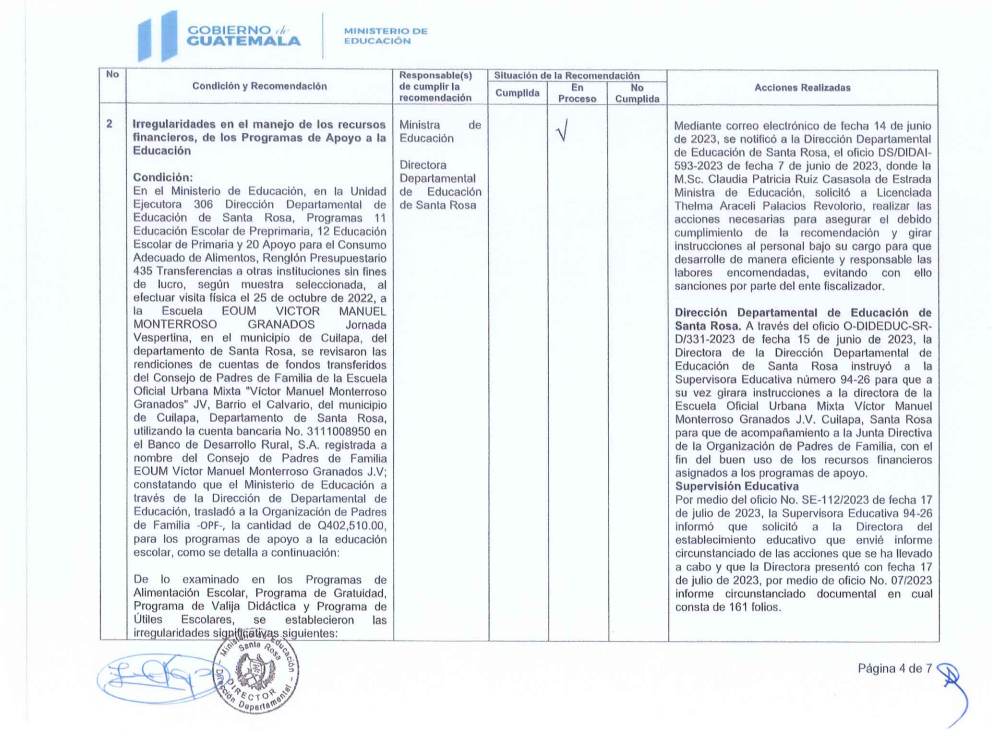 GOBIERNO de
GUATEMALA
MINISTERIO DE
EDUCACIÓN
No
Condición y Recomendación
Responsable(s)
de cumplir la
recomendación
Situación de la Recomendación
Cumplida
En
Proceso
No
Cumplida
Acciones Realizadas
2
Irregularidades en el manejo de los recursos
financieros, de los Programas de Apoyo a la
Educación
Condición:
En el Ministerio de Educación, en la Unidad
Ejecutora 306 Dirección Departamental de
Educación de Santa Rosa, Programas 11
Educación Escolar de Preprimaria, 12 Educación
Escolar de Primaria y 20 Apoyo para el Consumo
Adecuado de Alimentos, Renglón Presupuestario
435 Transferencias a otras instituciones sin fines
de lucro, según muestra seleccionada, al
efectuar visita física el 25 de octubre de 2022, a
la Escuela EOUM VICTOR MANUEL
MONTERROSO GRANADOS Jornada
Vespertina, en el municipio de Cuilapa, del
departamento de Santa Rosa, se revisaron las
rendiciones de cuentas de fondos transferidos
del Consejo de Padres de Familia de la Escuela
Oficial Urbana Mixta "Víctor Manuel Monterroso
Granados" JV, Barrio el Calvario, del municipio
de Cuilapa, Departamento de Santa Rosa,
utilizando la cuenta bancaria No. 3111008950 en
el Banco de Desarrollo Rural, S.A. registrada a
nombre del Consejo de Padres de Familia
EOUM Víctor Manuel Monterroso Granados J.V;
constatando que el Ministerio de Educación a
través de la Dirección de Departamental de
Educación, trasladó a la Organización de Padres
de Familia -OPF-, la cantidad de Q402,510.00,
para los programas de apoyo a la educación
escolar, como se detalla a continuación:
De lo examinado en los Programas de
Alimentación Escolar, Programa de Gratuidad,
Programa de Valija Didáctica y Programa de
Útiles Escolares, se establecieron las
irregularidades significativas siguientes:
Ministra de
Educación
Directora
Departamental
de Educación
de Santa Rosa
√
Mediante correo electrónico de fecha 14 de junio
de 2023, se notificó a la Dirección Departamental
de Educación de Santa Rosa, el oficio DS/DIDAI-
593-2023 de fecha 7 de junio de 2023, donde la
M.Sc. Claudia Patricia Ruiz Casasola de Estrada
Ministra de Educación, solicitó a Licenciada
Thelma Araceli Palacios Revolorio, realizar las
acciones necesarias para asegurar el debido
cumplimiento de la recomendación y girar
instrucciones al personal bajo su cargo para que
desarrolle de manera eficiente y responsable las
labores encomendadas, evitando con ello
sanciones por parte del ente fiscalizador.
Dirección Departamental de Educación de
Santa Rosa. A través del oficio O-DIDEDUC-SR-
D/331-2023 de fecha 15 de junio de 2023, la
Directora de la Dirección Departamental de
Educación de Santa Rosa instruyó a la
Supervisora Educativa número 94-26 para que a
su vez girara instrucciones a la directora de la
Escuela Oficial Urbana Mixta Víctor Manuel
Monterroso Granados J.V. Cuilapa, Santa Rosa
para que de acompañamiento a la Junta Directiva
de la Organización de Padres de Familia, con el
fin del buen uso de los recursos financieros
asignados a los programas de apoyo.
Supervisión Educativa
Por medio del oficio No. SE-112/2023 de fecha 17
de julio de 2023, la Supervisora Educativa 94-26
informó que solicitó a la Directora del
establecimiento educativo que envié informe
circunstanciado de las acciones que se ha llevado
a cabo y que la Directora presentó con fecha 17
de julio de 2023, por medio de oficio No. 07/2023
informe circunstanciado documental en cual
consta de 161 folios.
Santa Rosa
DIRECTOR
Dirección Departamental
Página 4 de 7